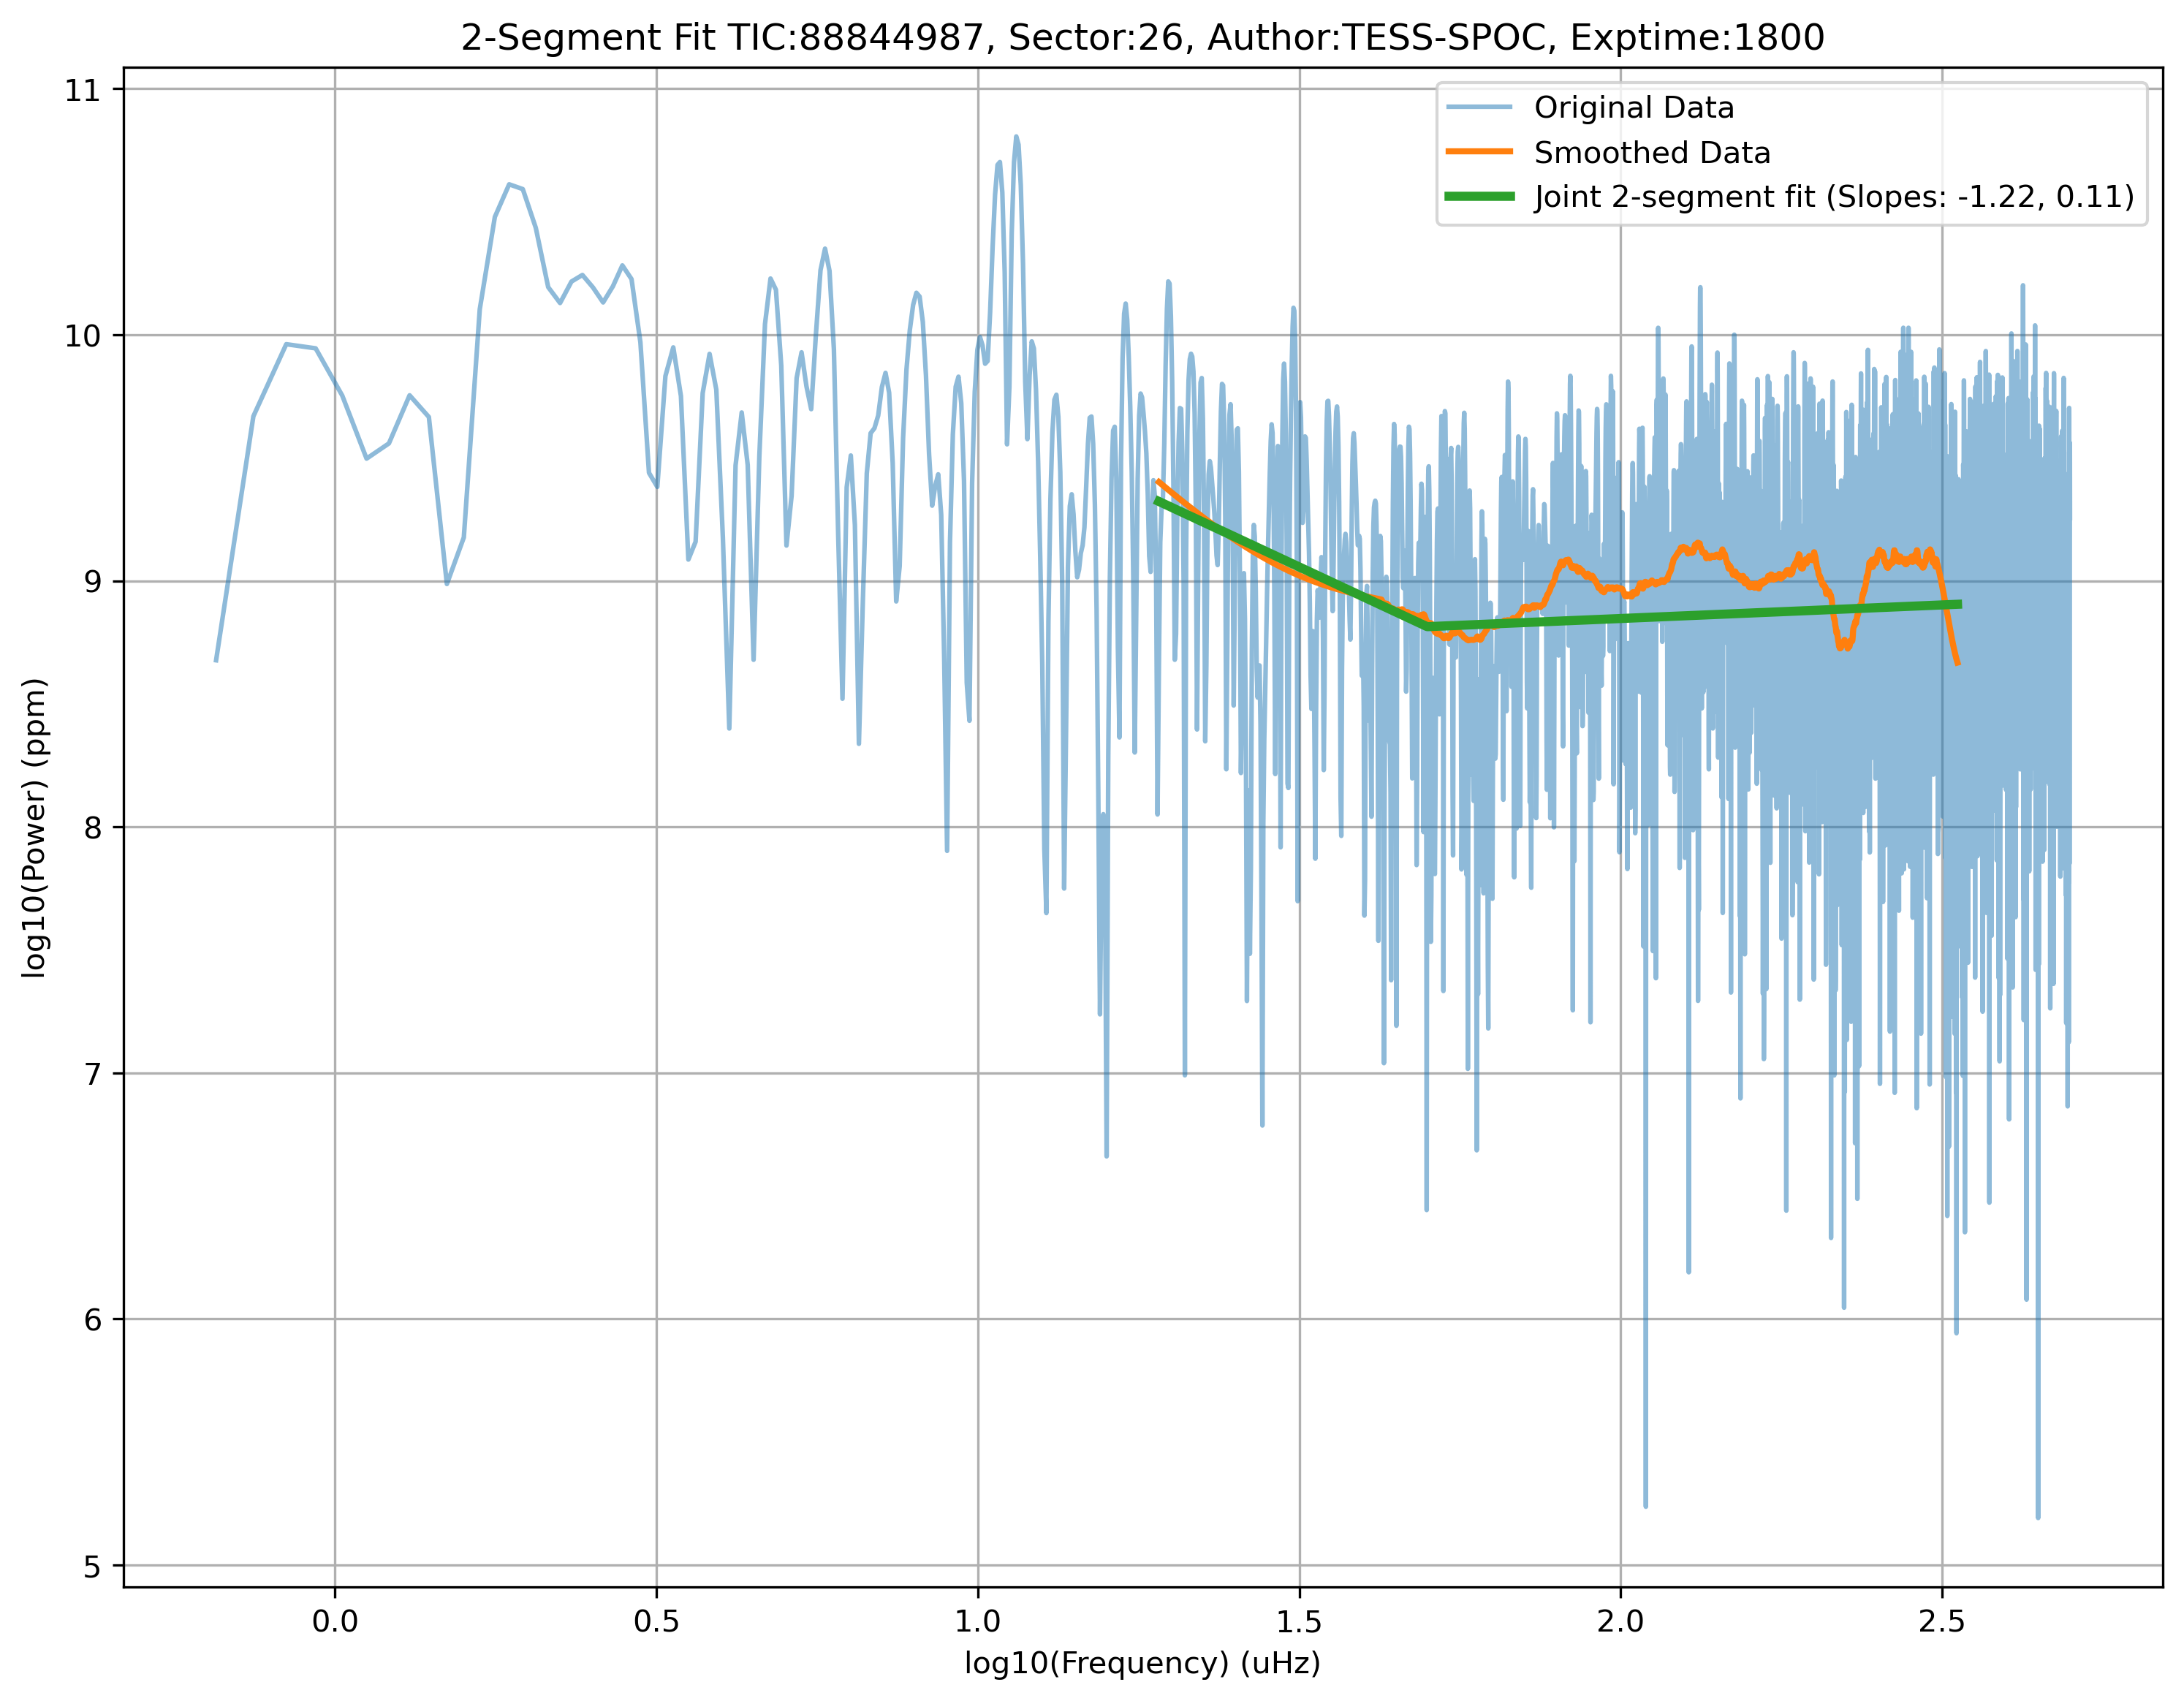 2-Segment Fit TIC:88844987, Sector:26, Author:TESS-SPOC, Exptime:1800
Original Data
Smoothed Data
Joint 2-segment fit (Slopes: -1.22, 0.11)
log10(Power) (ppm)
11
10
9
8
7
6
5
0.0 0.5 1.0 1.5 2.0 2.5
log10(Frequency) (uHz)